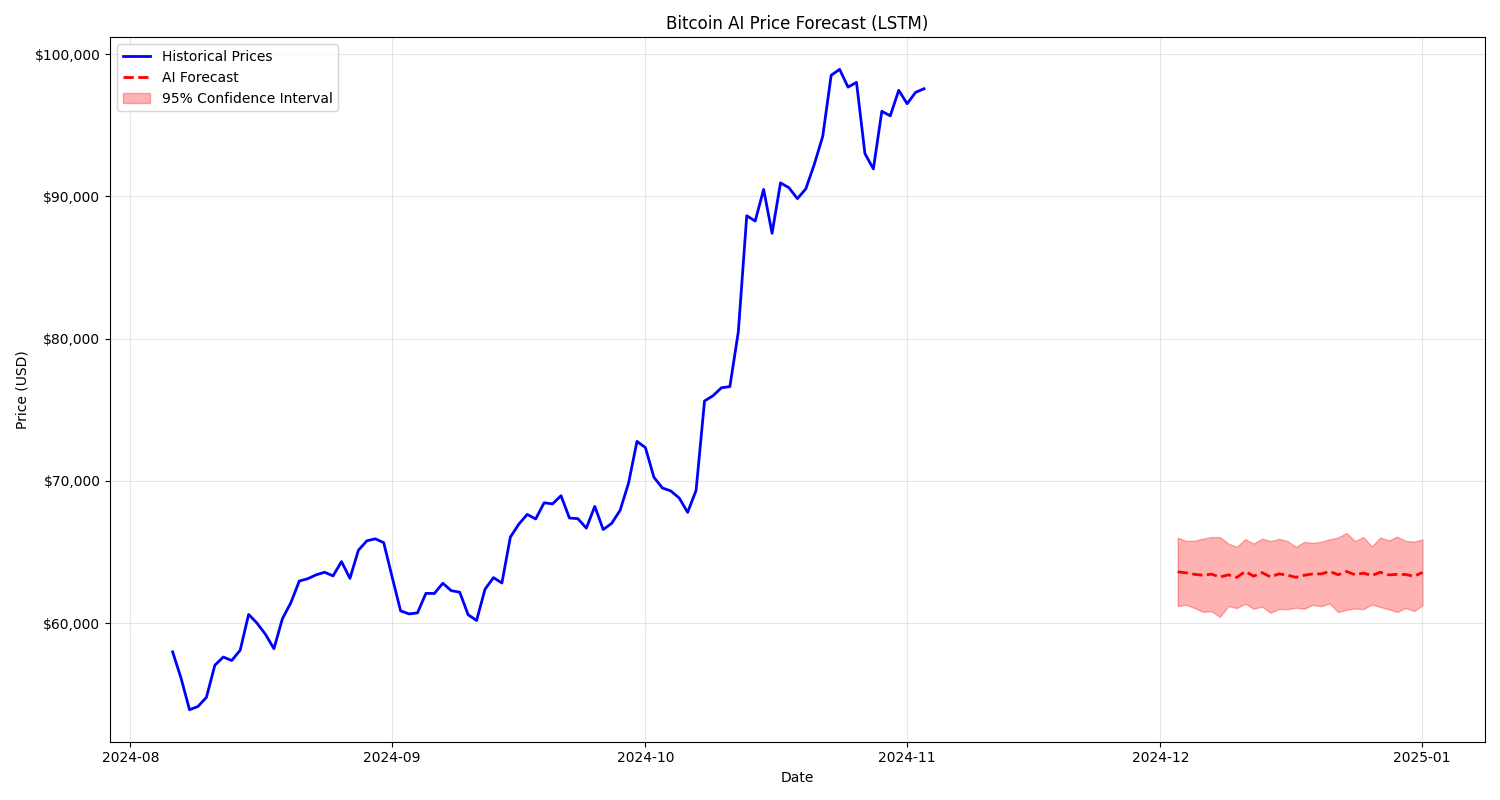 Bitcoin AI Price Forecast (LSTM)
Historical Prices
AI Forecast
95% Confidence Interval
$100,000
$90,000
$80,000
$70,000
$60,000
Price (USD)
2024-08
2024-09
2024-10
2024-11
2024-12
2025-01
Date